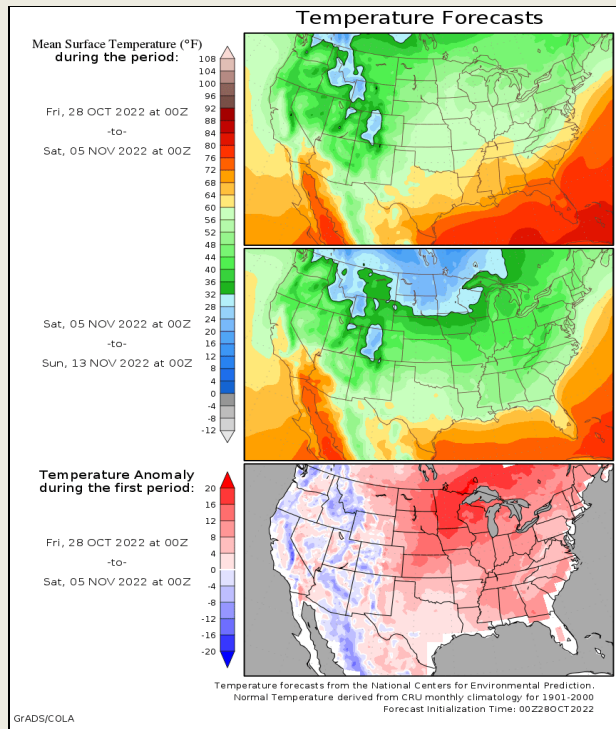 Temperature Forecasts
Mean Surface Temperature (°F)
during the period:
Fri, 28 OCT 2022 at 00Z
-to-
Sat, 05 NOV 2022 at 00Z
108
104
100
96
92
88
84
80
76
72
68
64
60
56
52
48
44
40
36
32
28
24
20
16
12
8
4
0
-4
-8
-12
Sat, 05 NOV 2022 at 00Z
-to-
Sun, 13 NOV 2022 at 00Z
Temperature Anomaly
during the first period:
Fri, 28 OCT 2022 at 00Z
-to-
Sat, 05 NOV 2022 at 00Z
20
16
12
8
4
0
-4
-8
-12
-16
-20
Temperature forecasts from the National Centers for Environmental Prediction.
Normal Temperature derived from CRU monthly climatology for 1901-2000
Forecast Initialization Time: 00Z28OCT2022
GrADS/COLA